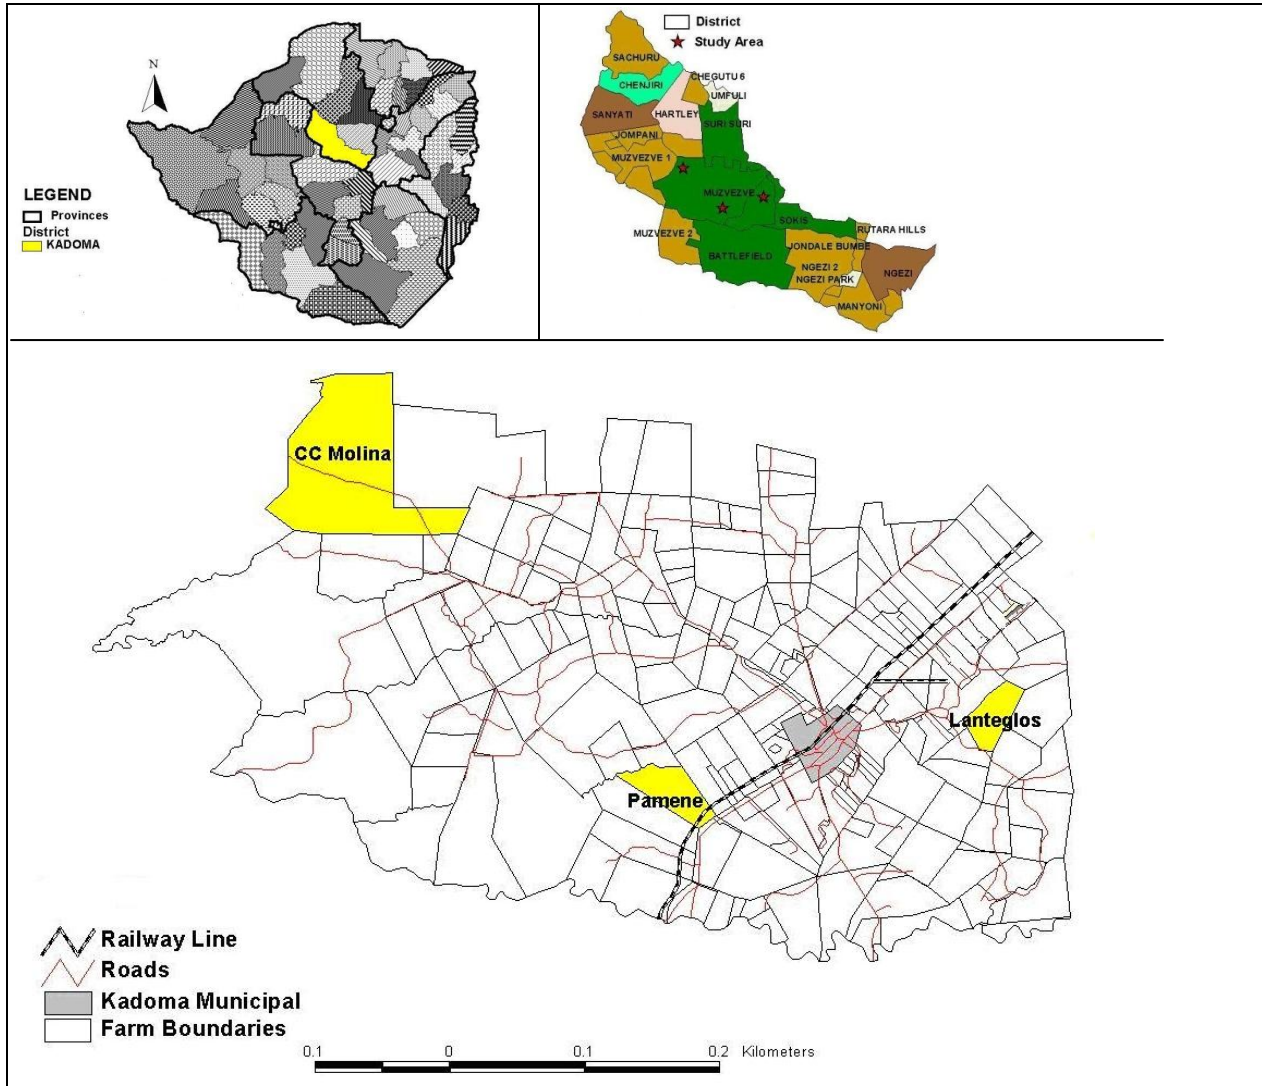 N
LEGEND
Provinces
District
KADOMA
District
Study Area
SACHURU
CHENJIRI
CHEGUTU 6
UMFULI
SANYATI
HARTLEY
SURI SURI
JOMPANI
MUZVEZVE 1
MUZVEZVE
SOKIS
RUTARA HILLS
MUZVEZVE 2
JONDALE BUMBE
BATTLEFIELD
NGEZI 2
NGEZI
NGEZI PARK
MANYONI
CC Molina
Lanteglos
Pamene
Railway Line
Roads
Kadoma Municipal
Farm Boundaries
0.1 0 0.1 0.2 Kilometers